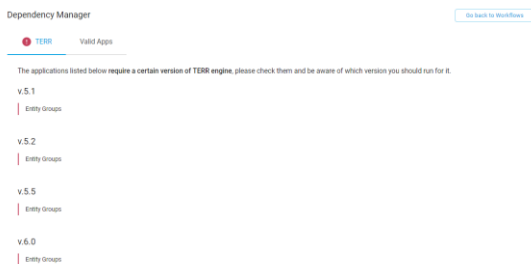 Dependency Manager
Go back to Workflows
TERR
Valid Apps
The applications listed below require a certain version of TERR engine, please check them and be aware of which version you should run for it.
v.5.1
Entity Groups
v.5.2
Entity Groups
v.5.5
Entity Groups
v.6.0
Entity Groups